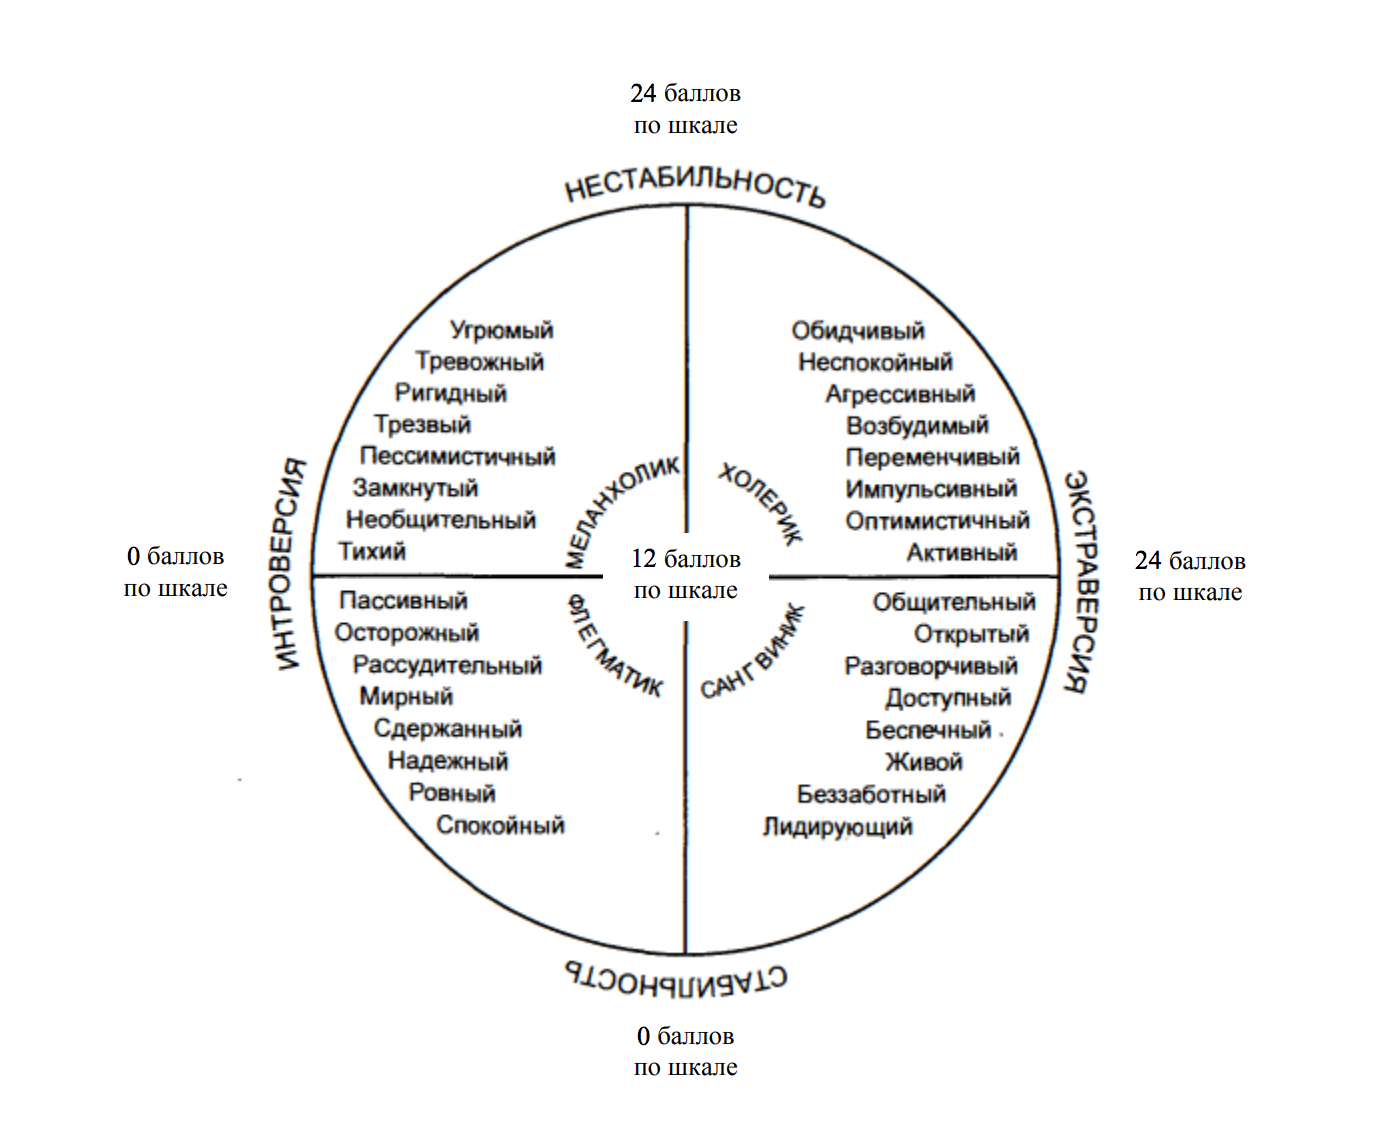 24 баллов
по шкале
НЕСТАБИЛЬНОСТЬ
Угрюмый
Тревожный
Ригидный
Трезвый
Пессимистичный
Замкнутый
Необщительный
Тихий
МЕЛАНХОЛИК
Обидчивый
Неспокойный
Агрессивный
Возбудимый
Переменчивый
Импульсивный
Оптимистичный
Активный
ХОЛЕРИК
ИНТРОВЕРСИЯ
0 баллов
по шкале
12 баллов
по шкале
ЭКСТРАВЕРСИЯ
24 баллов
по шкале
Пассивный
Осторожный
Рассудительный
Мирный
Сдержанный
Надежный
Ровный
Спокойный
ФЛЕГМАТИК
Общительный
Открытый
Разговорчивый
Доступный
Беспечный
Живой
Беззаботный
Лидирующий
САНГВИНИК
СТАБИЛЬНОСТЬ
0 баллов
по шкале